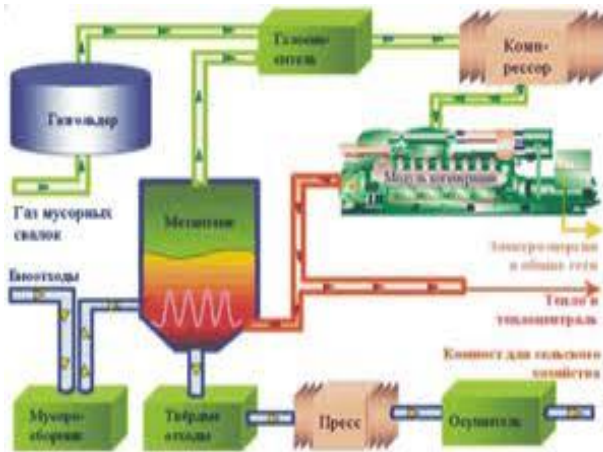 Газоочи-
ститель
Комп-
рессор
Газгольдер
Модуль когенерации
Газ мусорных
свалок
Метантенк
Электроэнергия
в общие сети
Биоотходы
Тепло в
теплоцентраль
Компост для сельского
хозяйства
Мусоро-
сборник
Твёрдые
отходы
Пресс
Осушитель